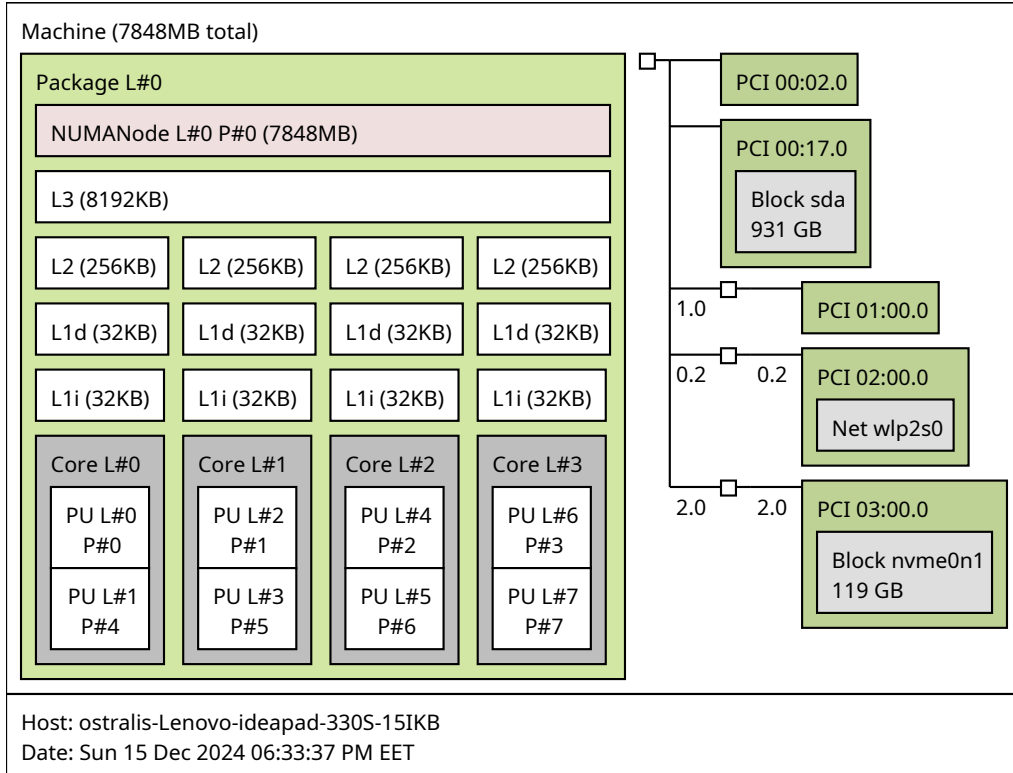 Machine (7848MB total)
Package L#0
NUMANode L#0 P#0 (7848MB)
L3 (8192KB)
L2 (256KB) L2 (256KB) L2 (256KB) L2 (256KB)
L1d (32KB) L1d (32KB) L1d (32KB) L1d (32KB)
L1i (32KB) L1i (32KB) L1i (32KB) L1i (32KB)
Core L#0 Core L#1 Core L#2 Core L#3
PU L#0 PU L#2 PU L#4 PU L#6
P#0 P#1 P#2 P#3
PU L#1 PU L#3 PU L#5 PU L#7
P#4 P#5 P#6 P#7
PCI 00:02.0
PCI 00:17.0
Block sda
931 GB
1.0 PCI 01:00.0
0.2 0.2 PCI 02:00.0
Net wlp2s0
2.0 2.0 PCI 03:00.0
Block nvme0n1
119 GB
Host: ostralis-Lenovo-ideapad-330S-15IKB
Date: Sun 15 Dec 2024 06:33:37 PM EET